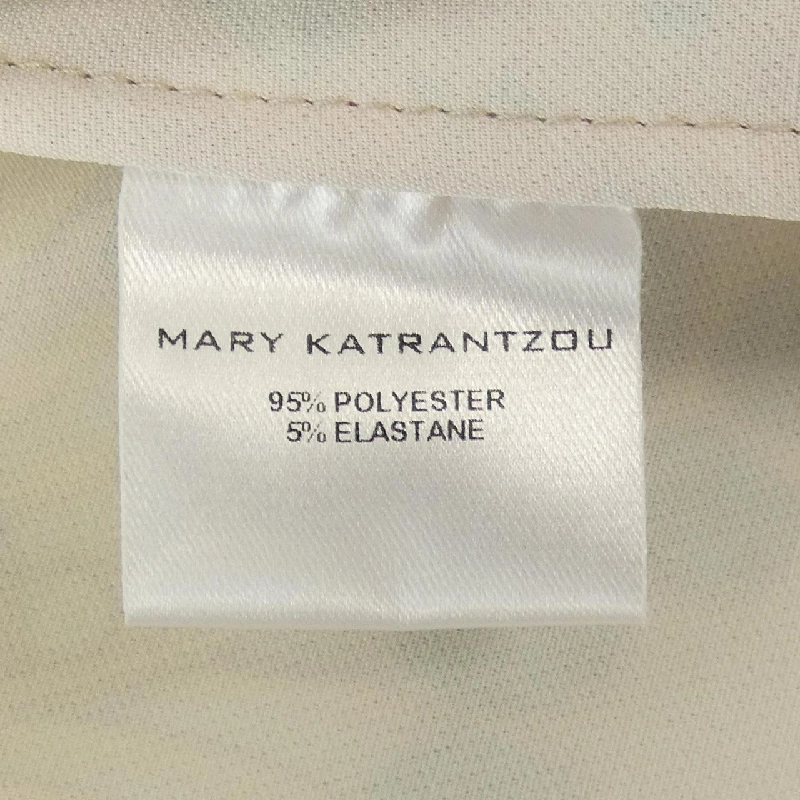 MARY KATRANTZOU
95% POLYESTER
5% ELASTANE